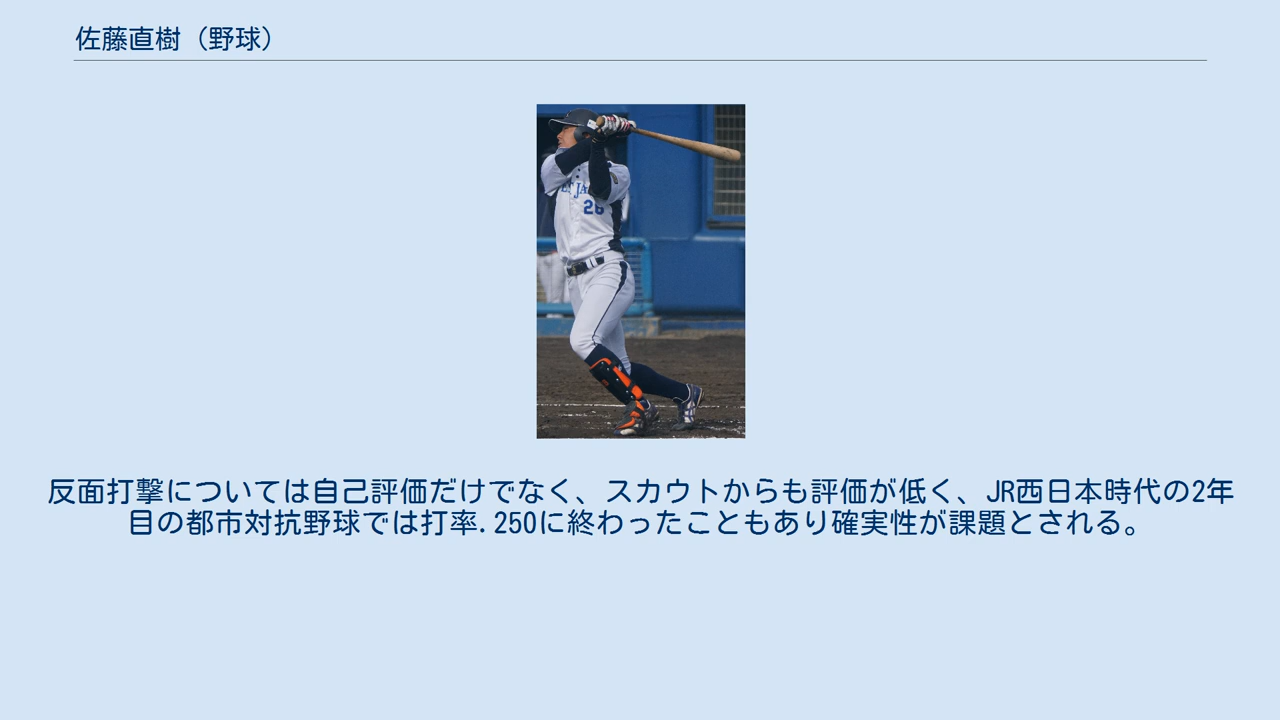 佐藤直樹（野球）
26
反面打撃については自己評価だけでなく、スカウトからも評価が低く、JR西日本時代の2年
目の都市対抗野球では打率.250に終わったこともあり確実性が課題とされる。